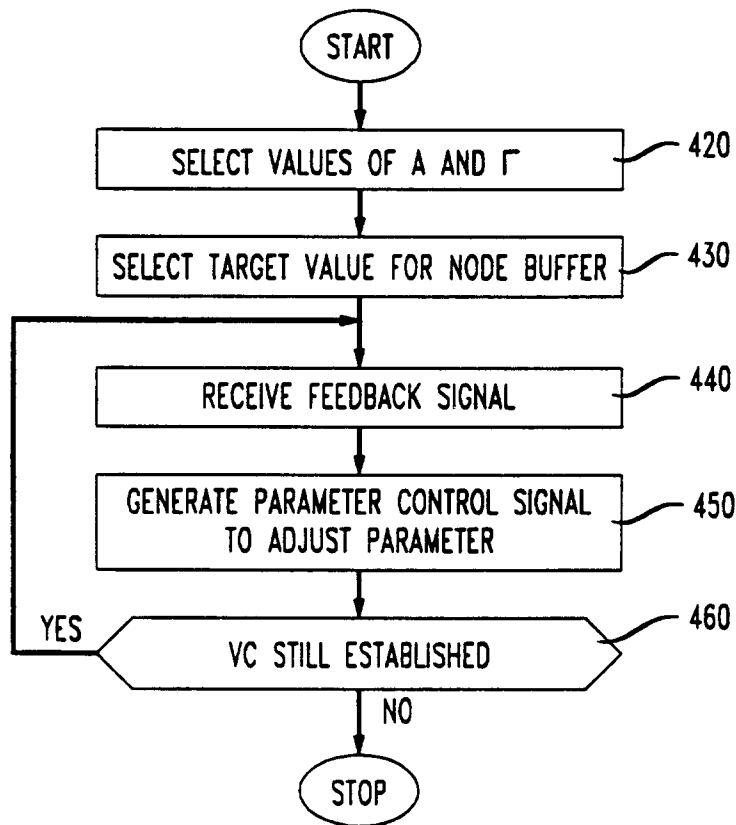 START
SELECT VALUES OF A AND Γ
420
SELECT TARGET VALUE FOR NODE BUFFER
430
RECEIVE FEEDBACK SIGNAL
440
GENERATE PARAMETER CONTROL SIGNAL
TO ADJUST PARAMETER
450
YES
VC STILL ESTABLISHED
460
NO
STOP